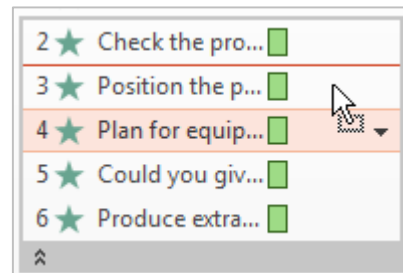 2 Check the pro...
3 Position the p...
4 Plan for equip...
5 Could you giv...
6 Produce extra...